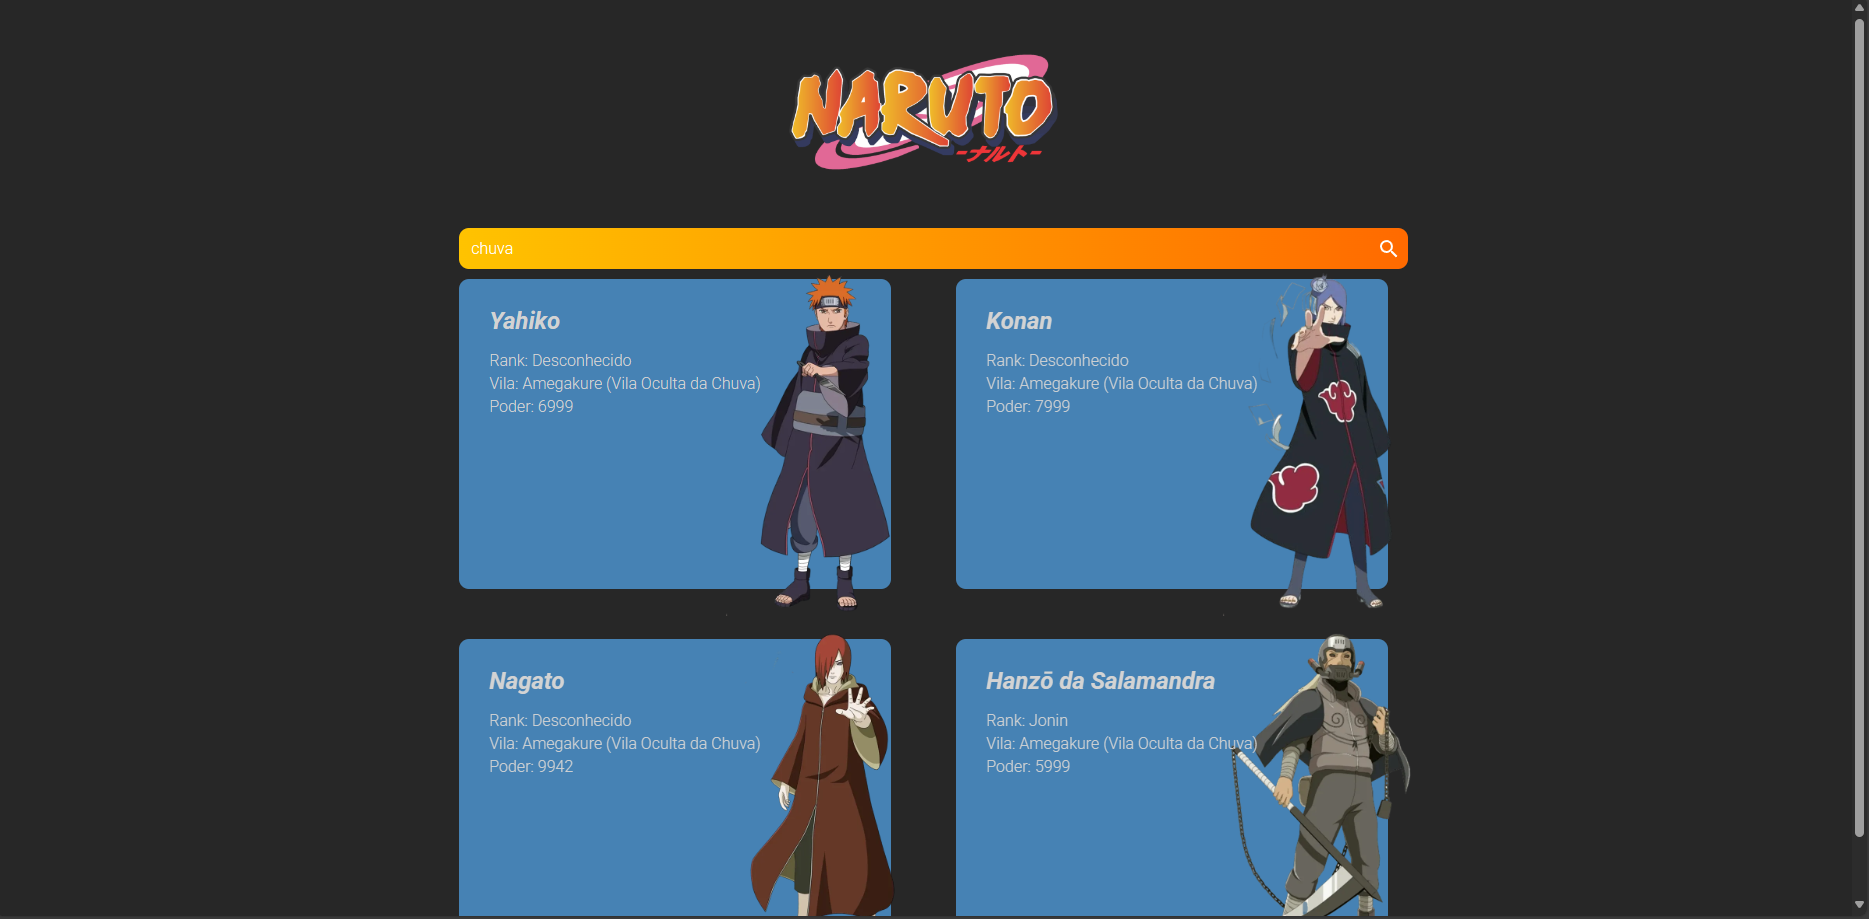 NARUTO
-ナルト-
chuva
Yahiko
Rank: Desconhecido
Vila: Amegakure (Vila Oculta da Chuva)
Poder: 6999
Konan
Rank: Desconhecido
Vila: Amegakure (Vila Oculta da Chuva)
Poder: 7999
Nagato
Rank: Desconhecido
Vila: Amegakure (Vila Oculta da Chuva)
Poder: 9942
Hanzō da Salamandra
Rank: Jonin
Vila: Amegakure (Vila Oculta da Chuva)
Poder: 5999